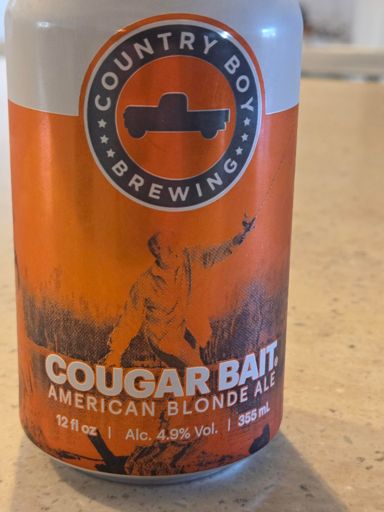 COUNTRY BOY
BREWING
COUGAR BAIT.
AMERICAN BLONDE ALE
12 fl oz | Alc. 4.9% Vol. | 355 mL